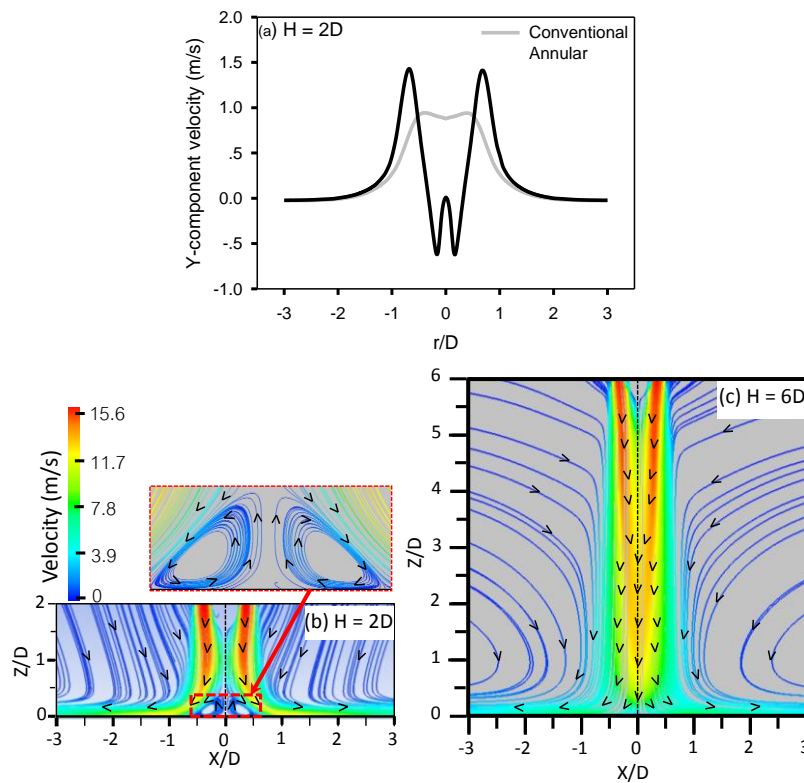 (a) H = 2D
Conventional
Annular
Y-component velocity (m/s)
2.0
1.5
1.0
.5
0.0
-.5
-1.0
-3 -2 -1 0 1 2 3
r/D
Velocity (m/s)
15.6
11.7
7.8
3.9
0
(b) H = 2D
Z/D
2
1
0
-3 -2 -1 0 1 2 3
X/D
(c) H = 6D
Z/D
6
5
4
3
2
1
0
-3 -2 -1 0 1 2 3
X/D